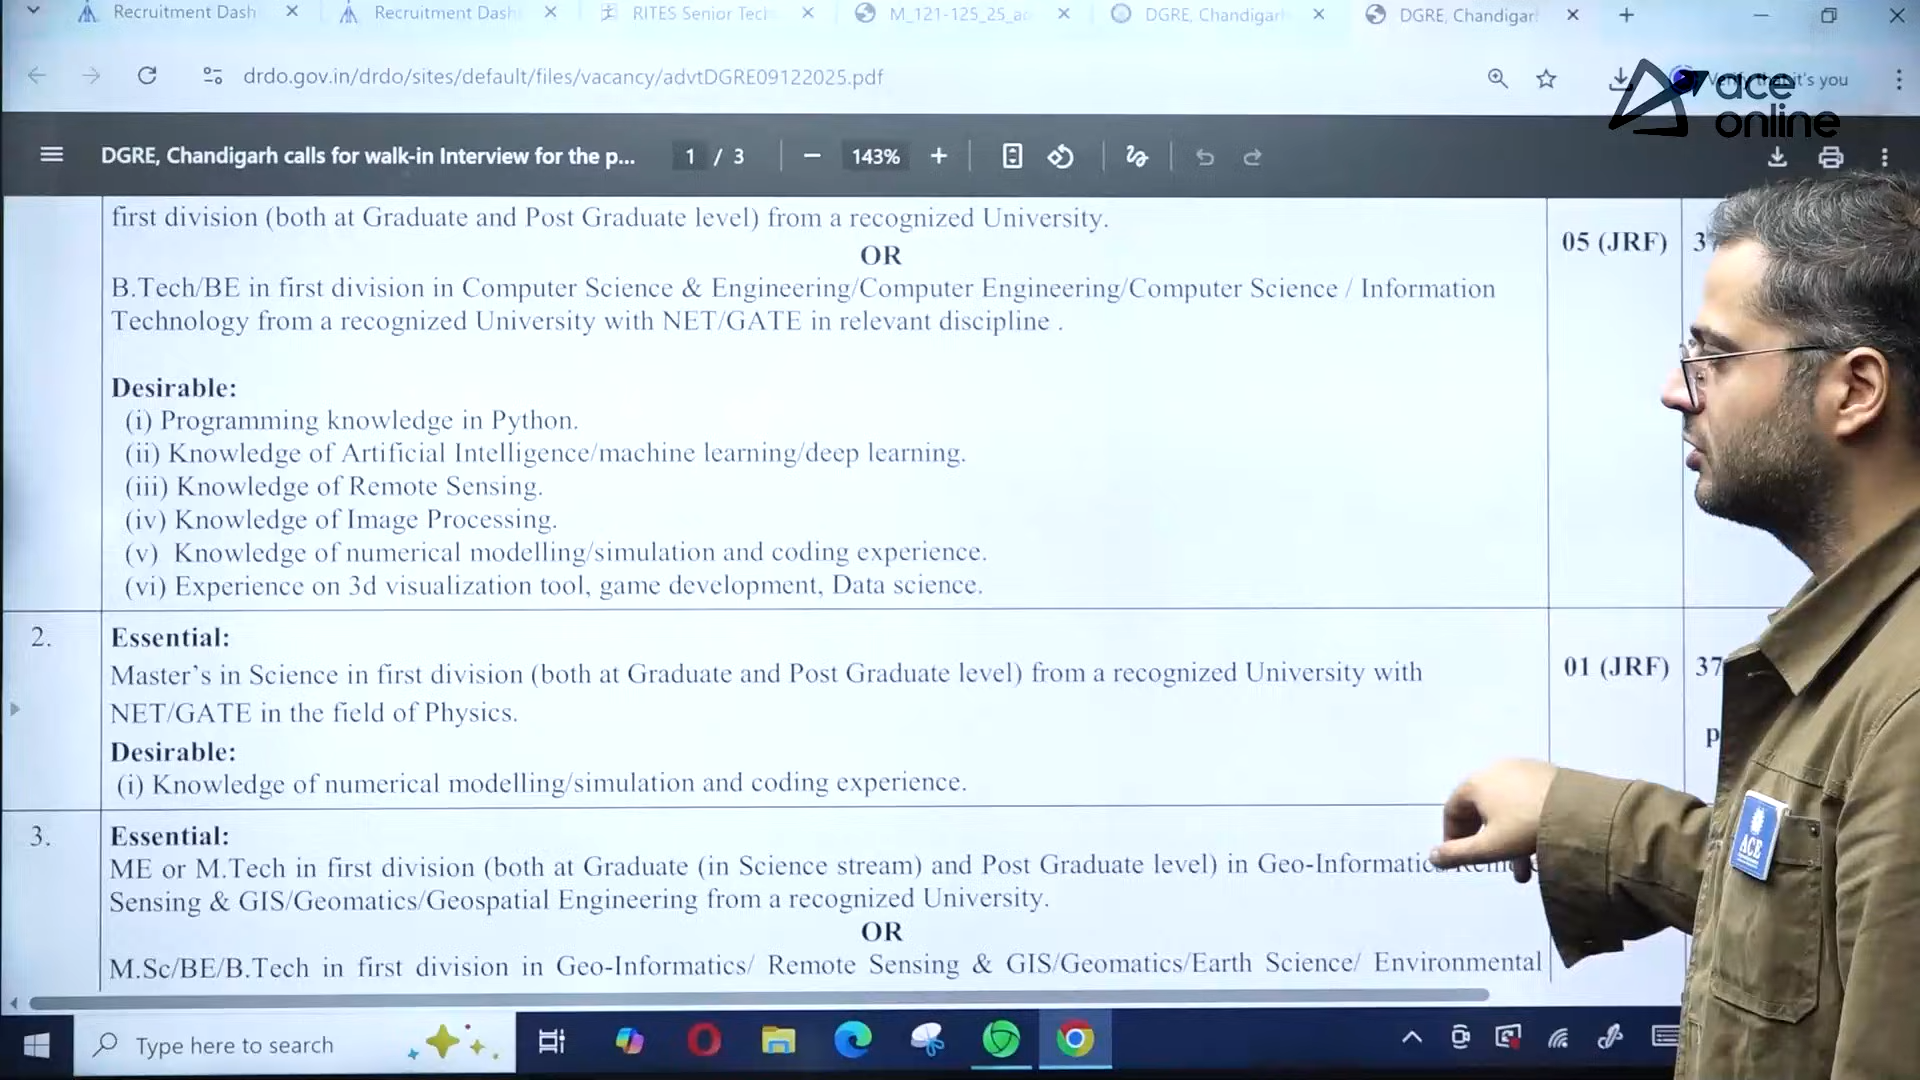 Recruitment Dash
Recruitment Dash
RITES Senior Tec
M_121-125_25_a
DGRE, Chandigarh
DGRE, Chandigar
drdo.gov.in/drdo/sites/default/files/vacancy/advtDGRE09122025.pdf
Verify that it's you
ace
online
DGRE, Chandigarh calls for walk-in Interview for the p...
1 / 3
143%
first division (both at Graduate and Post Graduate level) from a recognized University.
05 (JRF)
OR
B.Tech/BE in first division in Computer Science & Engineering/Computer Engineering/Computer Science / Information
Technology from a recognized University with NET/GATE in relevant discipline .
Desirable:
(i) Programming knowledge in Python.
(ii) Knowledge of Artificial Intelligence/machine learning/deep learning.
(iii) Knowledge of Remote Sensing.
(iv) Knowledge of Image Processing.
(v) Knowledge of numerical modelling/simulation and coding experience.
(vi) Experience on 3d visualization tool, game development, Data science.
2.
Essential:
Master's in Science in first division (both at Graduate and Post Graduate level) from a recognized University with
NET/GATE in the field of Physics.
01 (JRF)
37
p
Desirable:
(i) Knowledge of numerical modelling/simulation and coding experience.
3.
Essential:
ME or M.Tech in first division (both at Graduate (in Science stream) and Post Graduate level) in Geo-Informatic
Sensing & GIS/Geomatics/Geospatial Engineering from a recognized University.
OR
M.Sc/BE/B.Tech in first division in Geo-Informatics/ Remote Sensing & GIS/Geomatics/Earth Science/ Environmental
ACE
Type here to search